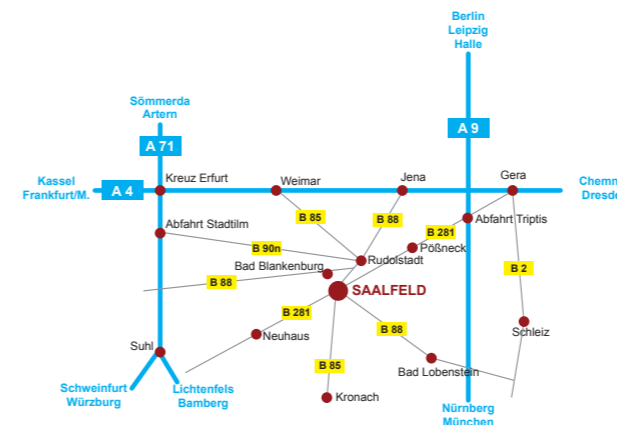 Berlin
Leipzig
Halle
Sömmerda
Artern
A 9
A 71
Kassel
Frankfurt/M.
A 4
Kreuz Erfurt
Weimar
Jena
Gera
Chemn
Dresde
B 85
B 88
Abfahrt Stadtilm
Abfahrt Triptis
B 281
B 90n
Pößneck
Rudolstadt
Bad Blankenburg
B 2
B 88
SAALFELD
B 281
B 88
Schleiz
Neuhaus
Suhl
B 85
Bad Lobenstein
Schweinfurt
Würzburg
Lichtenfels
Bamberg
Kronach
Nürnberg
München